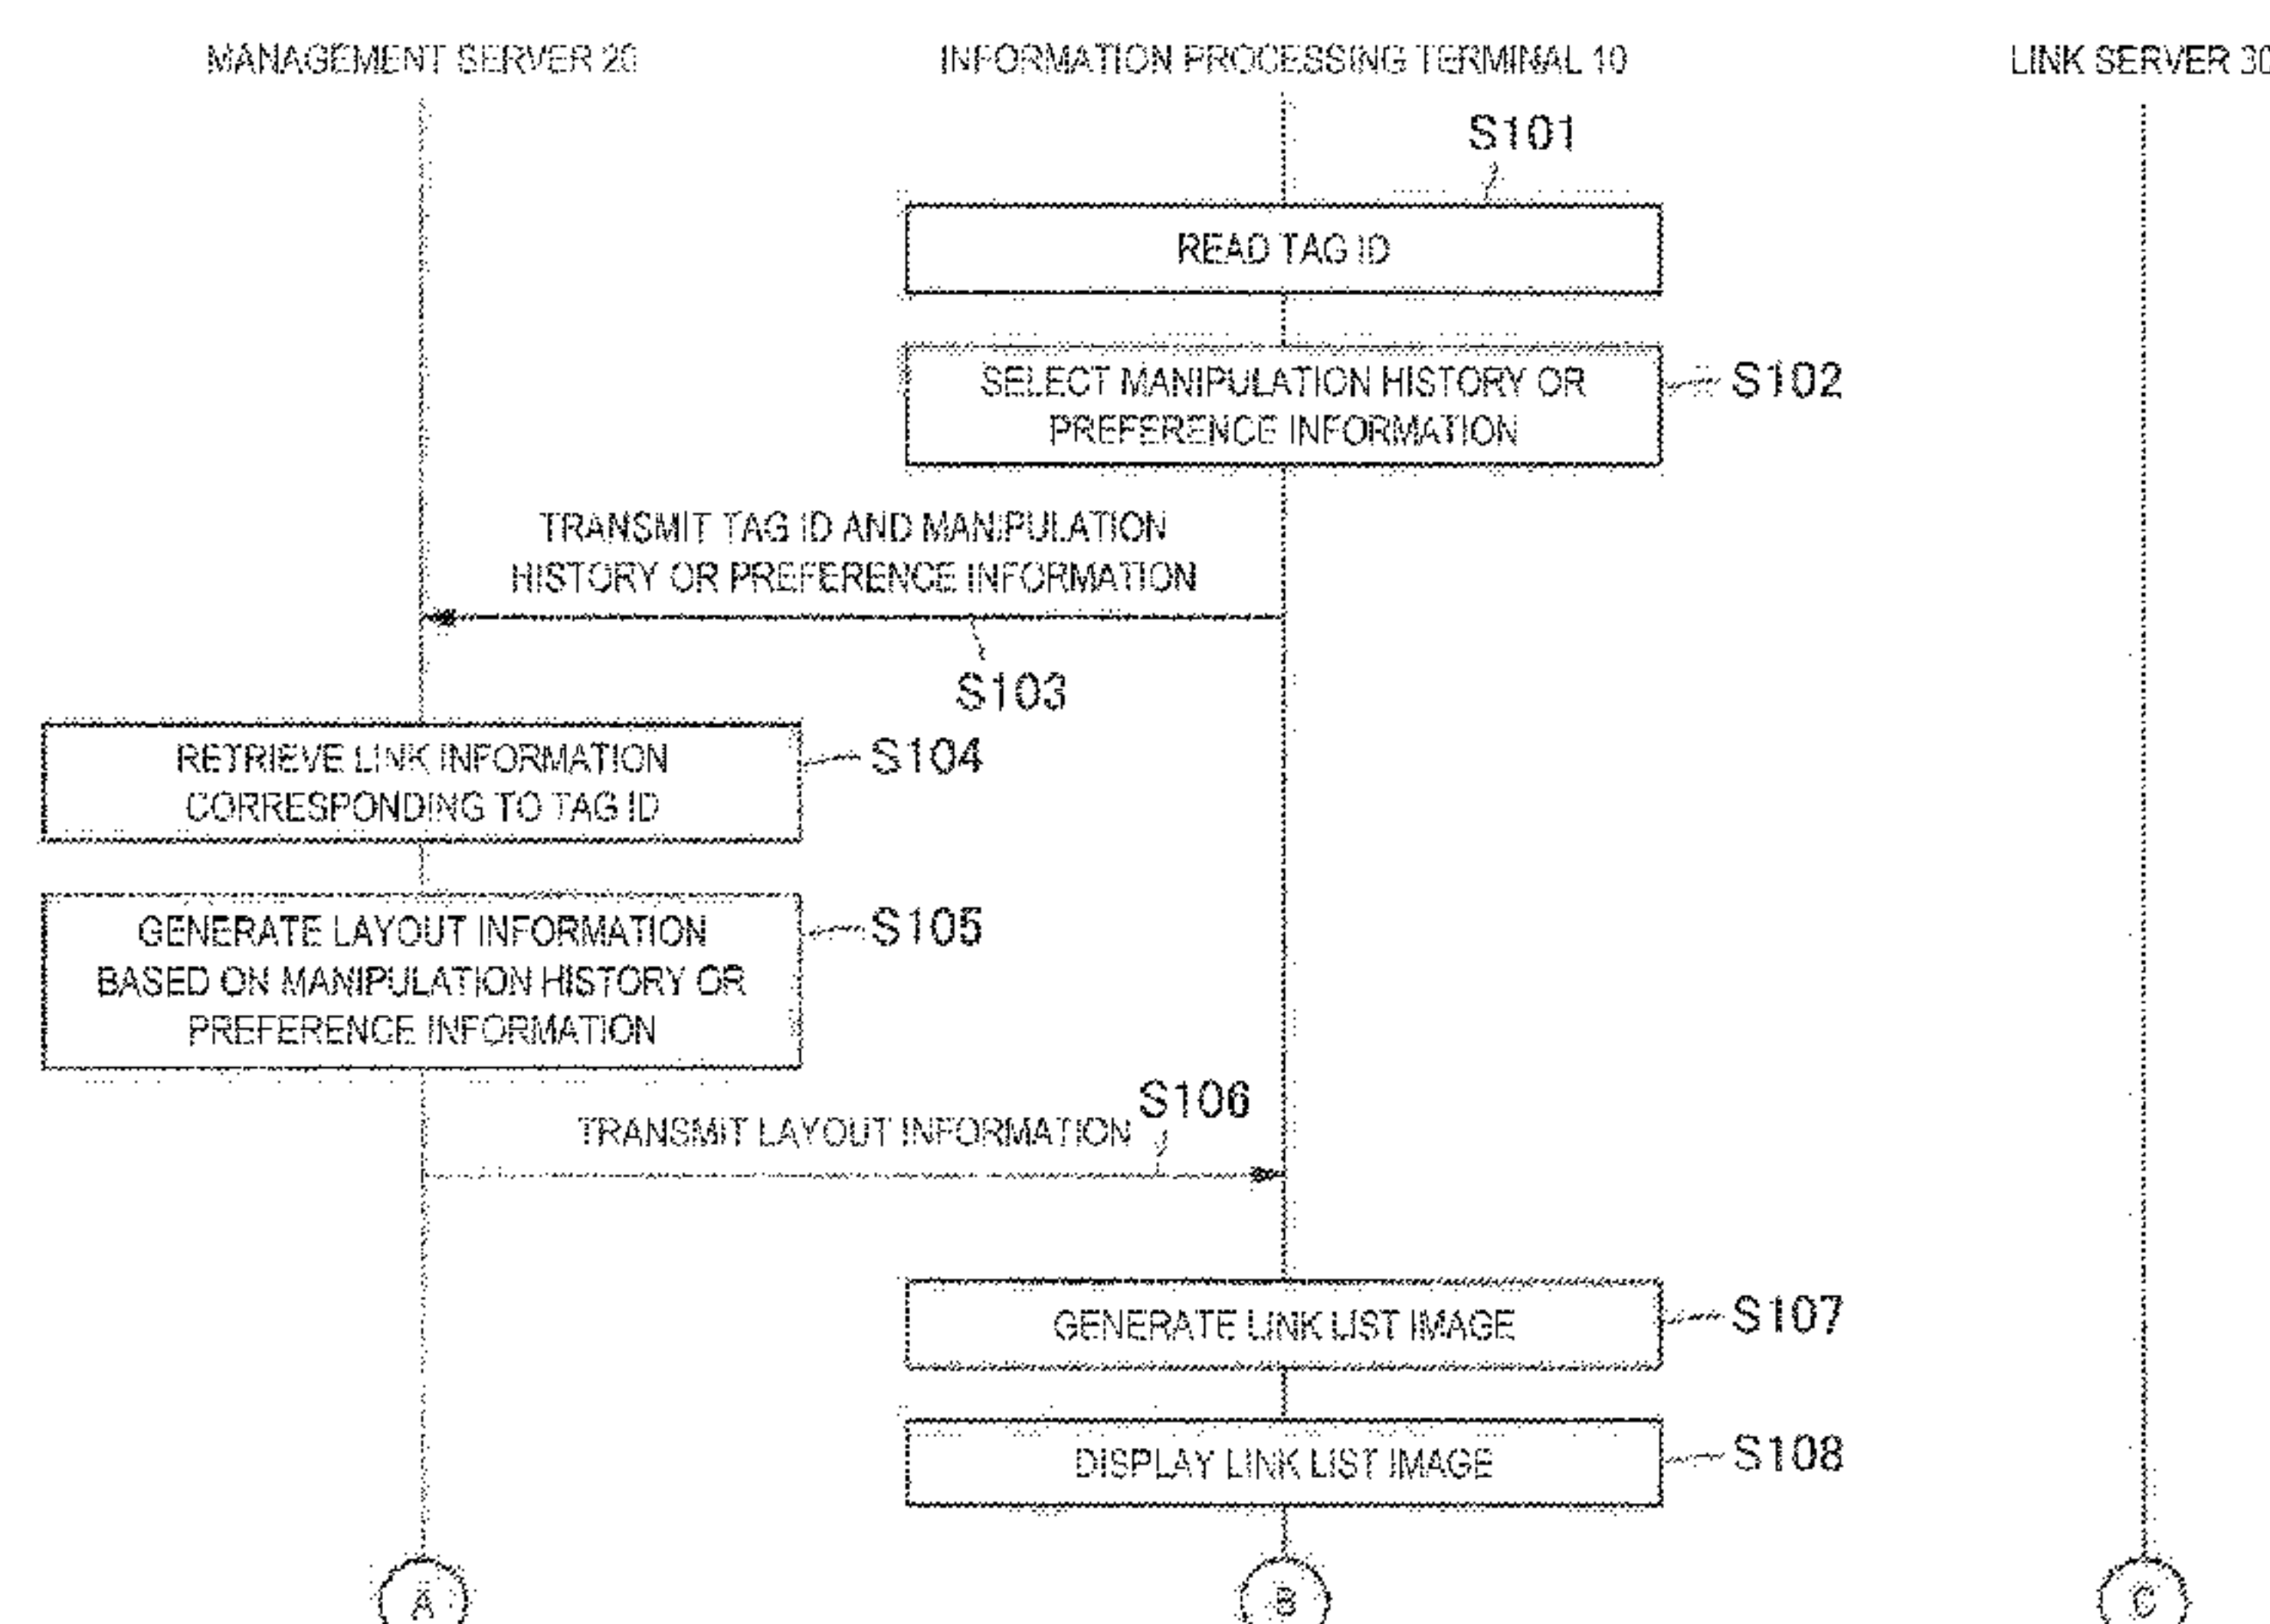 MANAGEMENT SERVER 20
INFORMATION PROCESSING TERMINAL 10
LINK SERVER 30
S101
READ TAG ID
SELECT MANIPULATION HISTORY OR
PREFERENCE INFORMATION
S102
TRANSMIT TAG ID AND MANIPULATION
HISTORY OR PREFERENCE INFORMATION
S103
RETRIEVE LINK INFORMATION
CORRESPONDING TO TAG ID
S104
GENERATE LAYOUT INFORMATION
BASED ON MANIPULATION HISTORY OR
PREFERENCE INFORMATION
S105
S106
TRANSMIT LAYOUT INFORMATION
GENERATE LINK LIST IMAGE
S107
DISPLAY LINK LIST IMAGE
S108
A
B
C